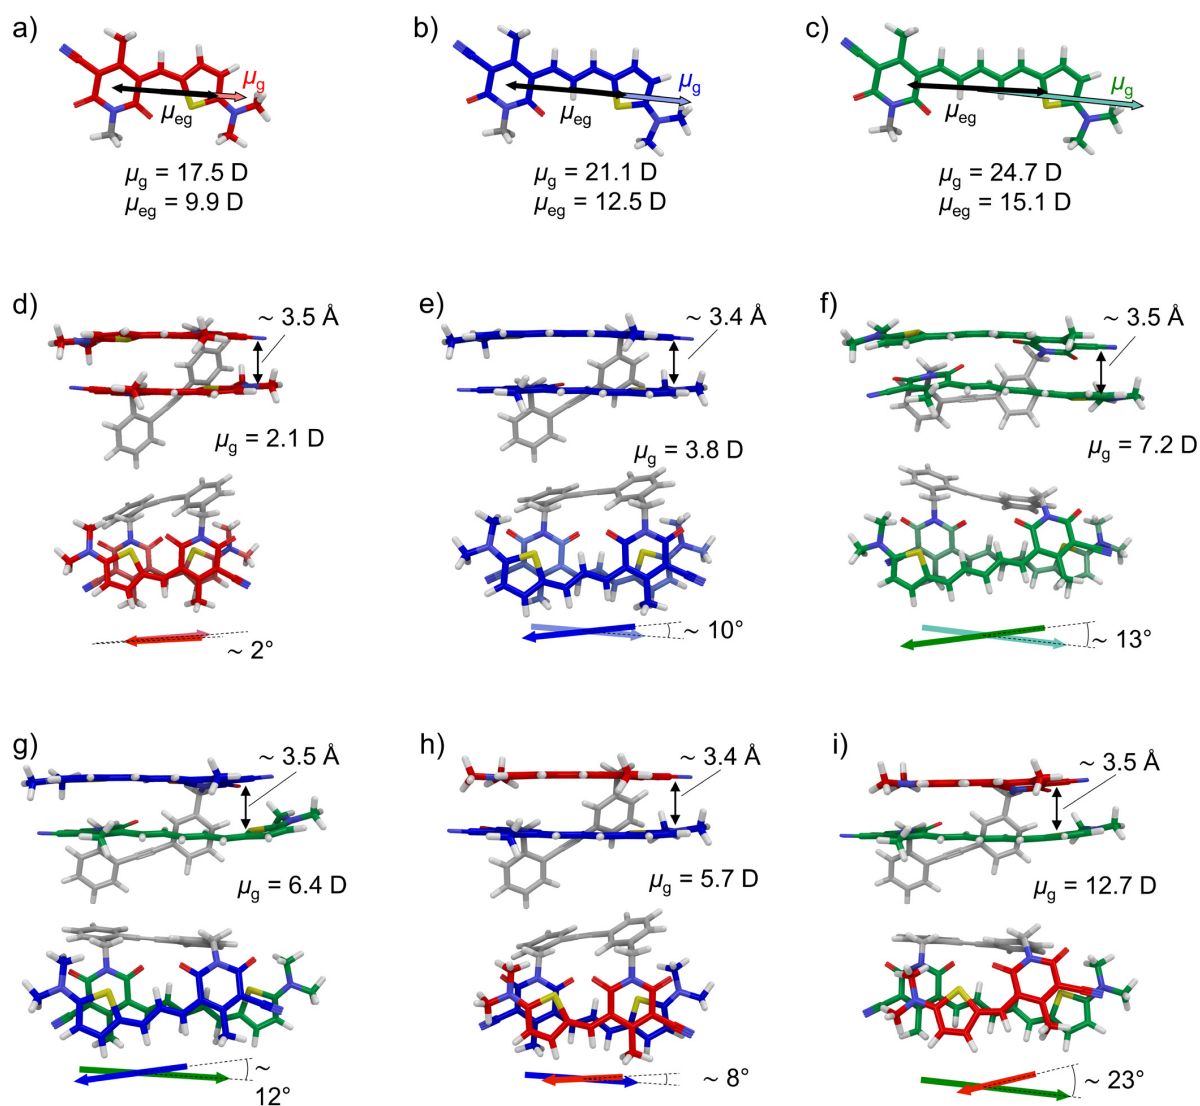 a)
μg
μeg
μg = 17.5 D
μeg = 9.9 D
b)
μg
μeg
μg = 21.1 D
μeg = 12.5 D
c)
μg
μeg
μg = 24.7 D
μeg = 15.1 D
d)
~ 3.5 Å
μg = 2.1 D
~ 2°
e)
~ 3.4 Å
μg = 3.8 D
~ 10°
f)
~ 3.5 Å
μg = 7.2 D
~ 13°
g)
~ 3.5 Å
μg = 6.4 D
~
12°
h)
~ 3.4 Å
μg = 5.7 D
~ 8°
i)
~ 3.5 Å
μg = 12.7 D
~ 23°